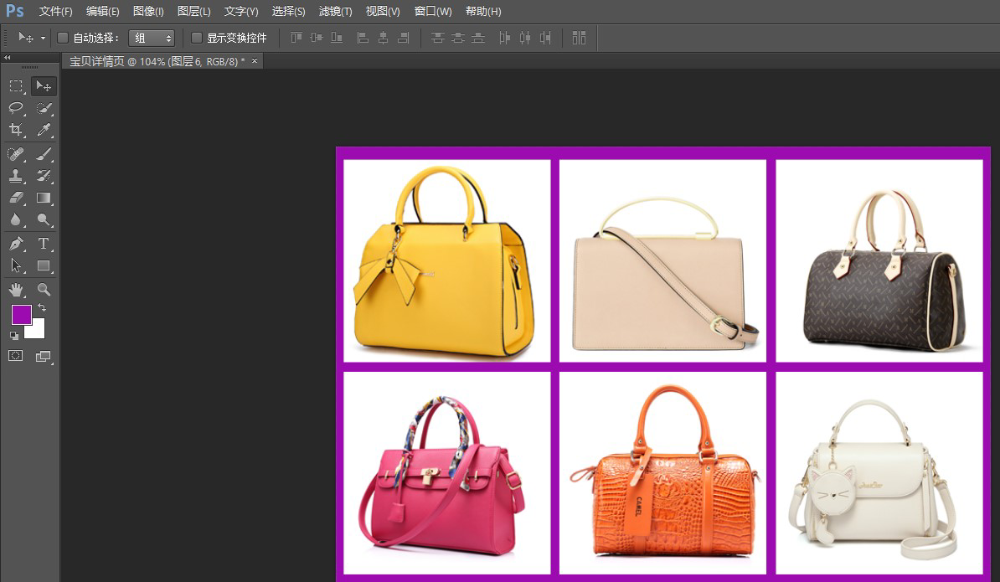 Ps 文件(F) 编辑(E) 图像(I) 图层(L) 文字(Y) 选择(S) 滤镜(T) 视图(V) 窗口(W) 帮助(H)
自动选择： 组 显示变换控件
宝贝详情页 @ 104% (图层 6, RGB/8) * ×
T
CAMEL